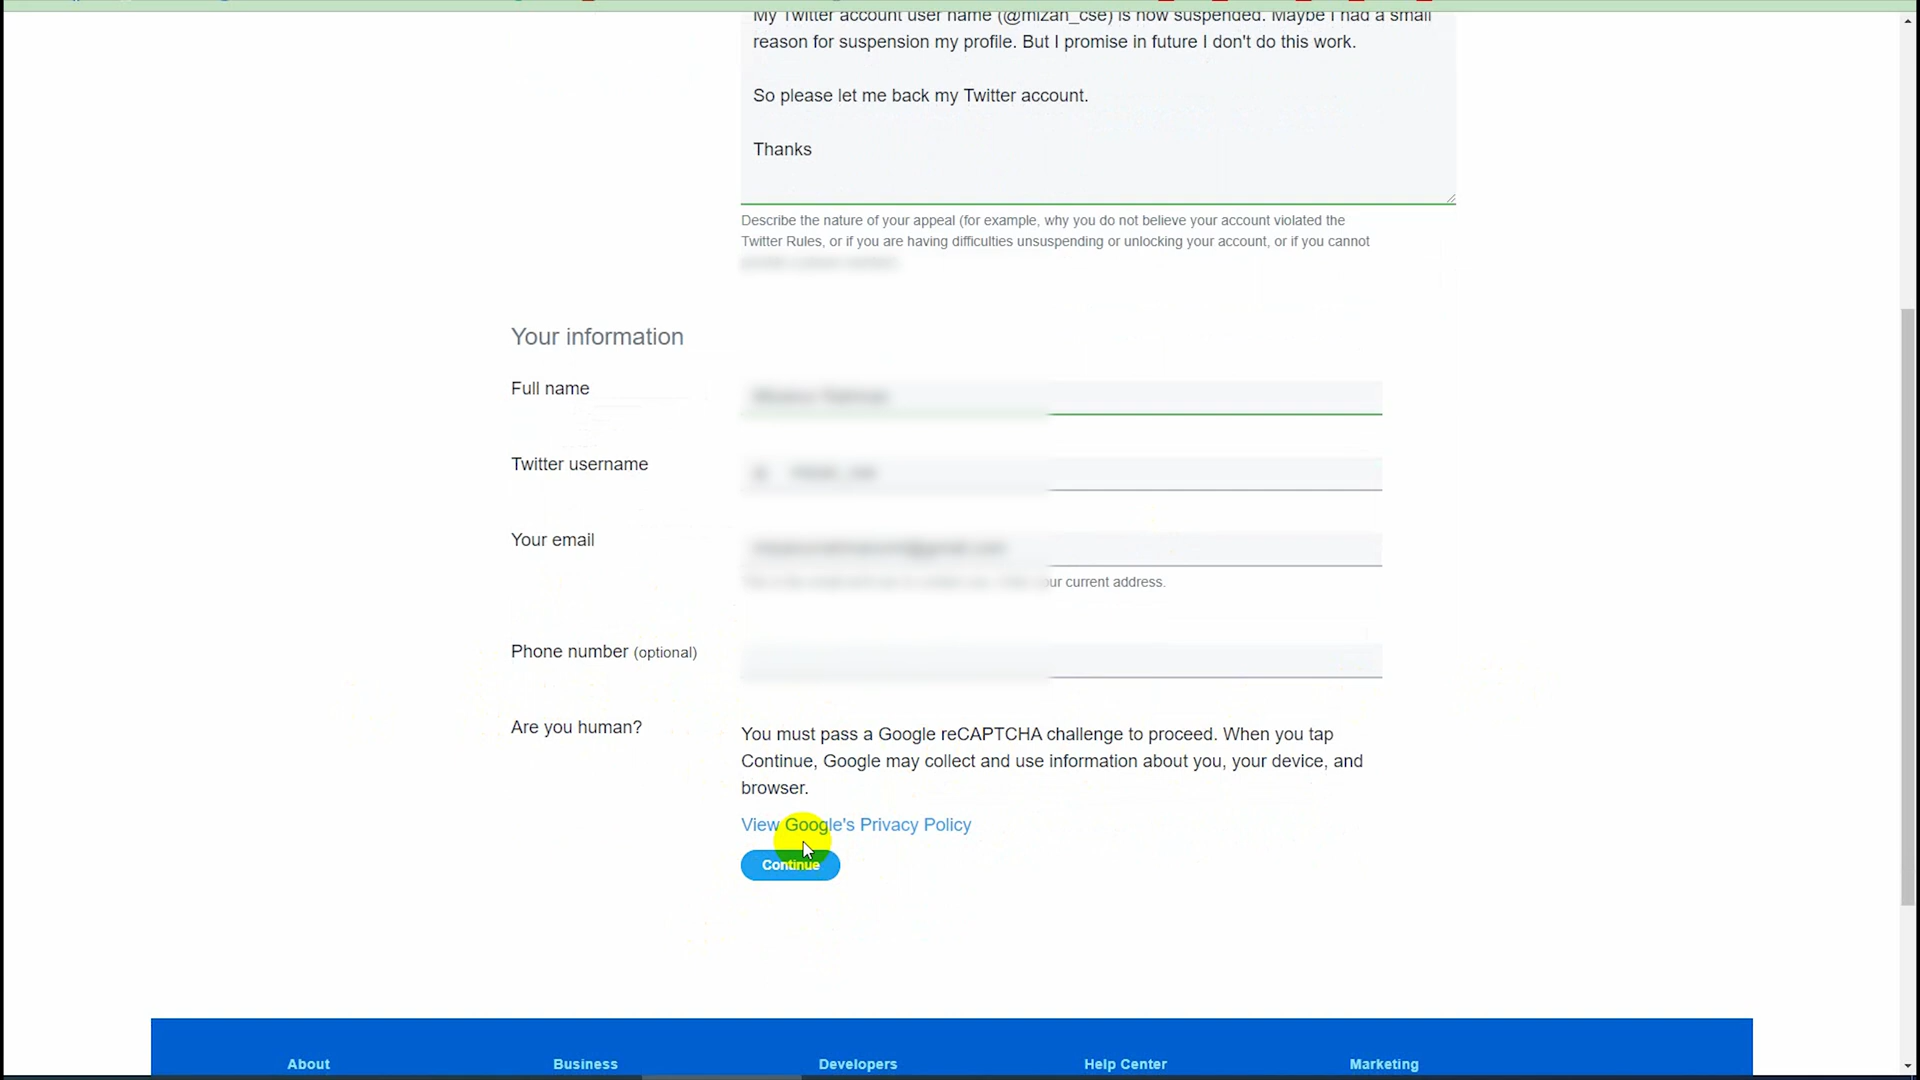 My Twitter account user name (@mizan_cse) is now suspended. Maybe I had a small
reason for suspension my profile. But I promise in future I don't do this work.
So please let me back my Twitter account.
Thanks
Describe the nature of your appeal (for example, why you do not believe your account violated the
Twitter Rules, or if you are having difficulties unsuspending or unlocking your account, or if you cannot
Your information
Full name
Twitter username
Your email
current address.
Phone number (optional)
Are you human?
You must pass a Google reCAPTCHA challenge to proceed. When you tap
Continue, Google may collect and use information about you, your device, and
browser.
View Google's Privacy Policy
Continue
About Business Developers Help Center Marketing